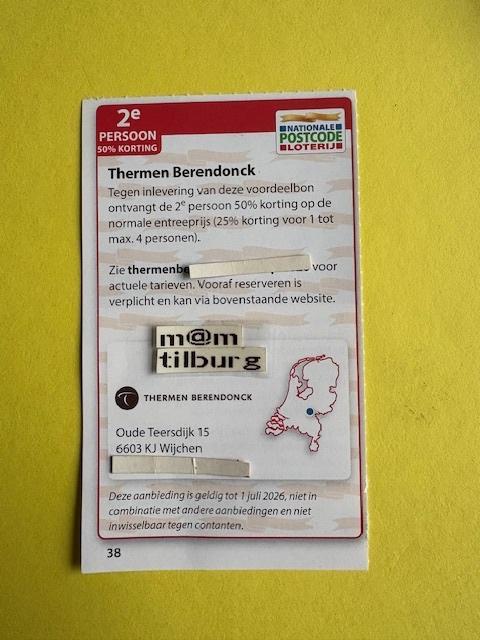 2e
PERSOON
50% KORTING
NATIONALE
POSTCODE
LOTERIJ
Thermen Berendonck
Tegen inlevering van deze voordeelbon
ontvangt de 2e persoon 50% korting op de
normale entreeprijs (25% korting voor 1 tot
max. 4 personen).
Zie thermenbe voor
actuele tarieven. Vooraf reserveren is
verplicht en kan via bovenstaande website.
m@m
tilburg
THERMEN BERENDONCK
Oude Teersdijk 15
6603 KJ Wijchen
Deze aanbieding is geldig tot 1 juli 2026, niet in
combinatie met andere aanbiedingen en niet
inwisselbaar tegen contanten.
38